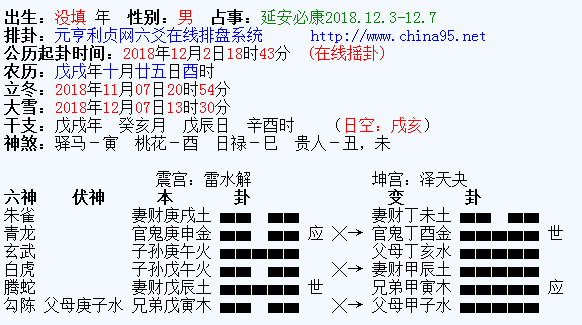 出生：没填 年 性别：男 占事：延安必康2018.12.3-12.7
排卦：元亨利贞网六爻在线排盘系统 http://www.china95.net
公历起卦时间：2018年12月2日18时43分 (在线摇卦)
农历：戊戌年十月廿五日酉时
立冬：2018年11月07日20时54分
大雪：2018年12月07日13时30分
干支：戊戌年 癸亥月 戊辰日 辛酉时 （日空：戌亥）
神煞：驿马－寅 桃花－酉 日禄－巳 贵人－丑，未
震宫：雷水解 坤宫：泽天夬
六神 伏神 本 卦 变 卦
朱雀 妻财庚戌土 妻财丁未土
青龙 官鬼庚申金 应 ╳→ 官鬼丁酉金 世
玄武 子孙庚午火 父母丁亥水
白虎 子孙戊午火 ╳→ 妻财甲辰土
腾蛇 妻财戊辰土 世 兄弟甲寅木 应
勾陈 父母庚子水 兄弟戊寅木 ╳→ 父母甲子水